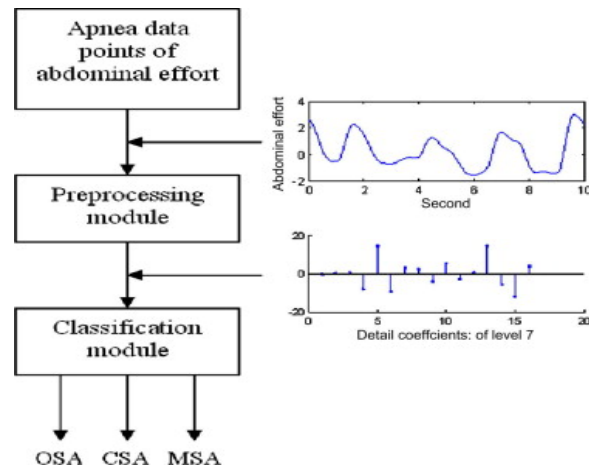 Apnea data
points of
abdominal effort
Abdominal effort
4
2
0
-2
0 2 4 6 8 10
Second
Preprocessing
module
20
0
-20
0 5 10 15 20
Detail coeffcients: of level 7
Classification
module
OSA CSA MSA